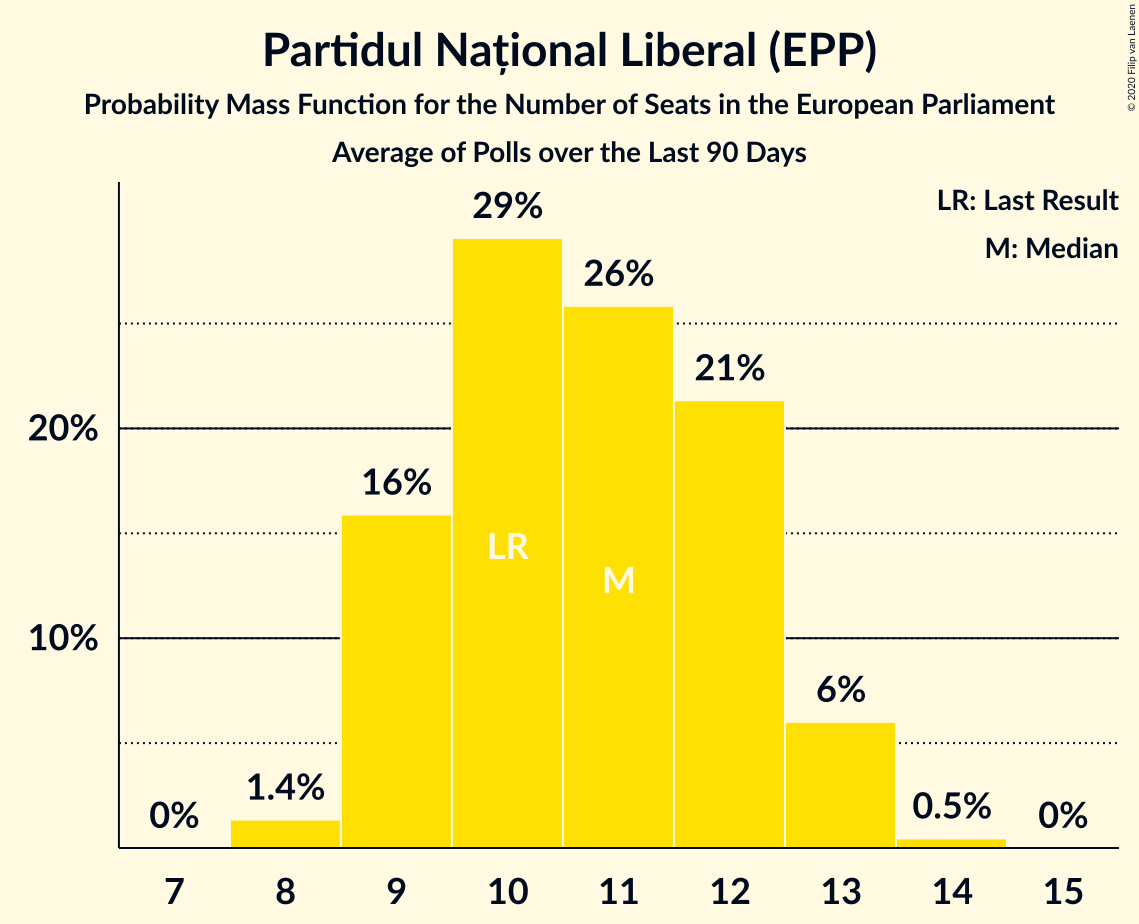 Partidul Național Liberal (EPP)
Probability Mass Function for the Number of Seats in the European Parliament
Average of Polls over the Last 90 Days
© 2020 Filip van Laenen
LR: Last Result
M: Median
29%
26%
21%
20%
16%
LR
M
10%
6%
1.4%
0.5%
0%
0%
7 8 9 10 11 12 13 14 15